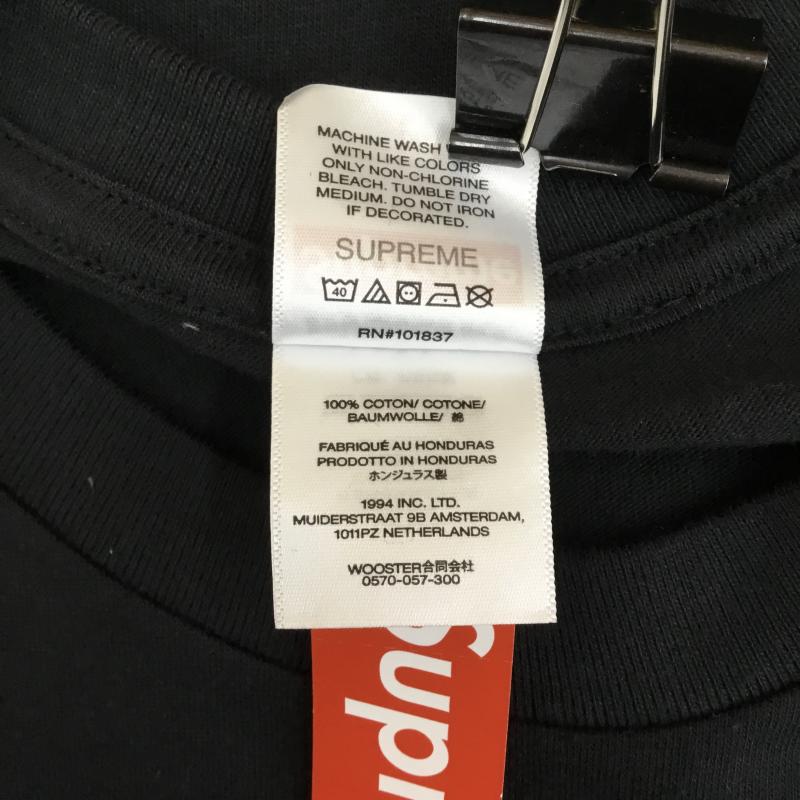 MACHINE WASH
WITH LIKE COLORS
ONLY NON-CHLORINE
BLEACH. TUMBLE DRY
MEDIUM. DO NOT IRON
IF DECORATED.
SUPREME
40
RN#101837
100% COTON/ COTONE/
BAUMWOLLE/ 綿
FABRIQUÉ AU HONDURAS
PRODOTTO IN HONDURAS
ホンジュラス製
1994 INC. LTD.
MUIDERSTRAAT 9B AMSTERDAM,
1011PZ NETHERLANDS
WOOSTER合同会社
0570-057-300
Sup